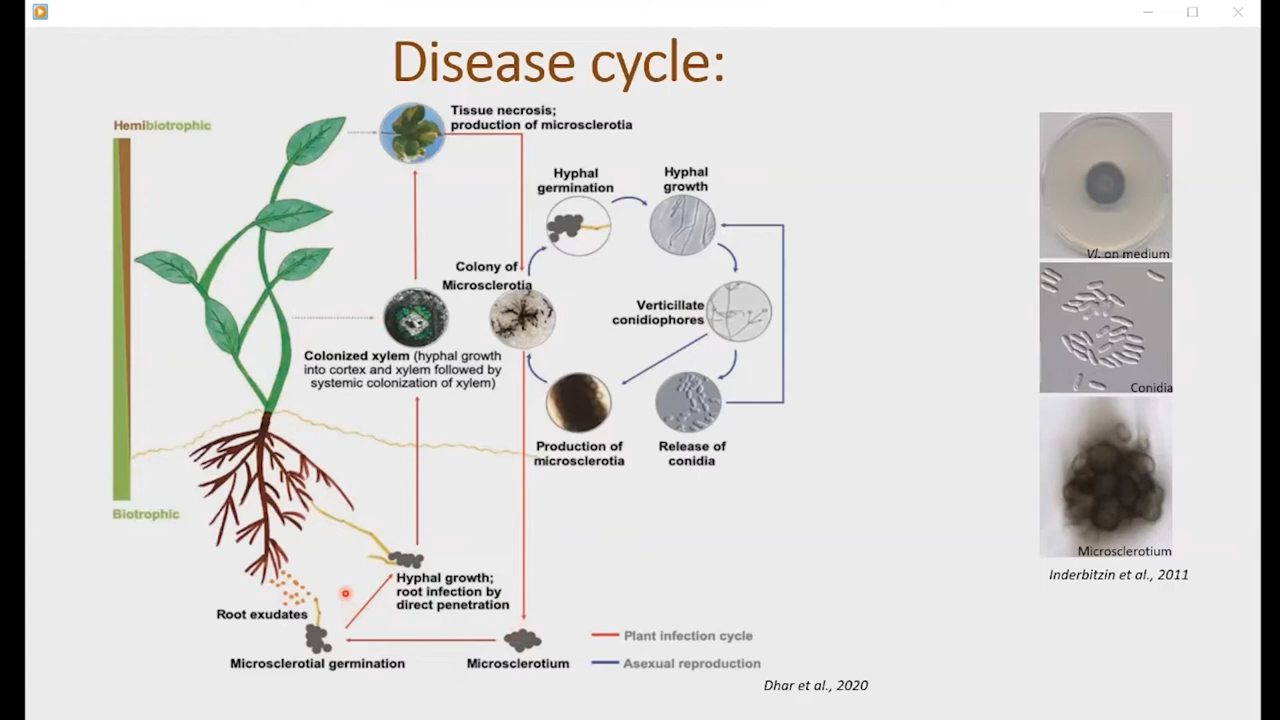 Disease cycle:
Hemibiotrophic
Tissue necrosis;
production of microsclerotia
Hyphal
germination
Hyphal
growth
Colony of
Microsclerotia
Verticillate
conidiophores
Colonized xylem (hyphal growth
into cortex and xylem followed by
systemic colonization of xylem)
Production of
microsclerotia
Release of
conidia
Biotrophic
Hyphal growth;
root infection by
direct penetration
Root exudates
Microsclerotial germination
Microsclerotium
Plant infection cycle
Asexual reproduction
Dhar et al., 2020
Vl. on medium
Conidia
Microsclerotium
Inderbitzin et al., 2011